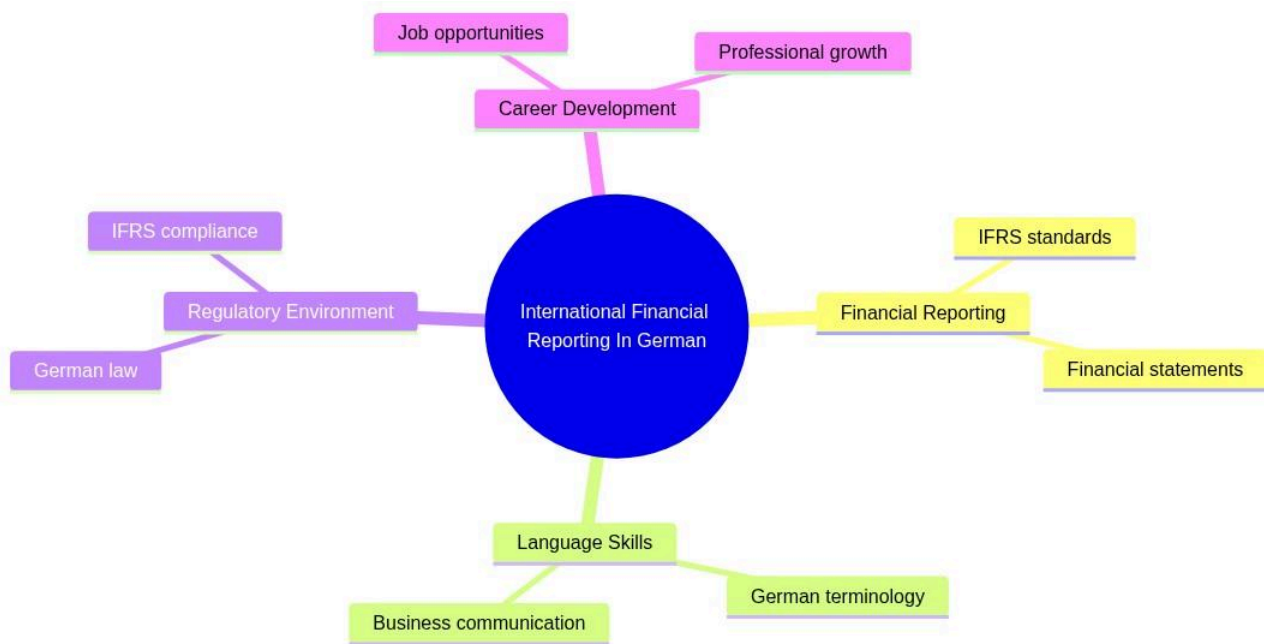 Job opportunities
Professional growth
Career Development
IFRS compliance
IFRS standards
Regulatory Environment
International Financial
Reporting In German
Financial Reporting
German law
Financial statements
Language Skills
German terminology
Business communication